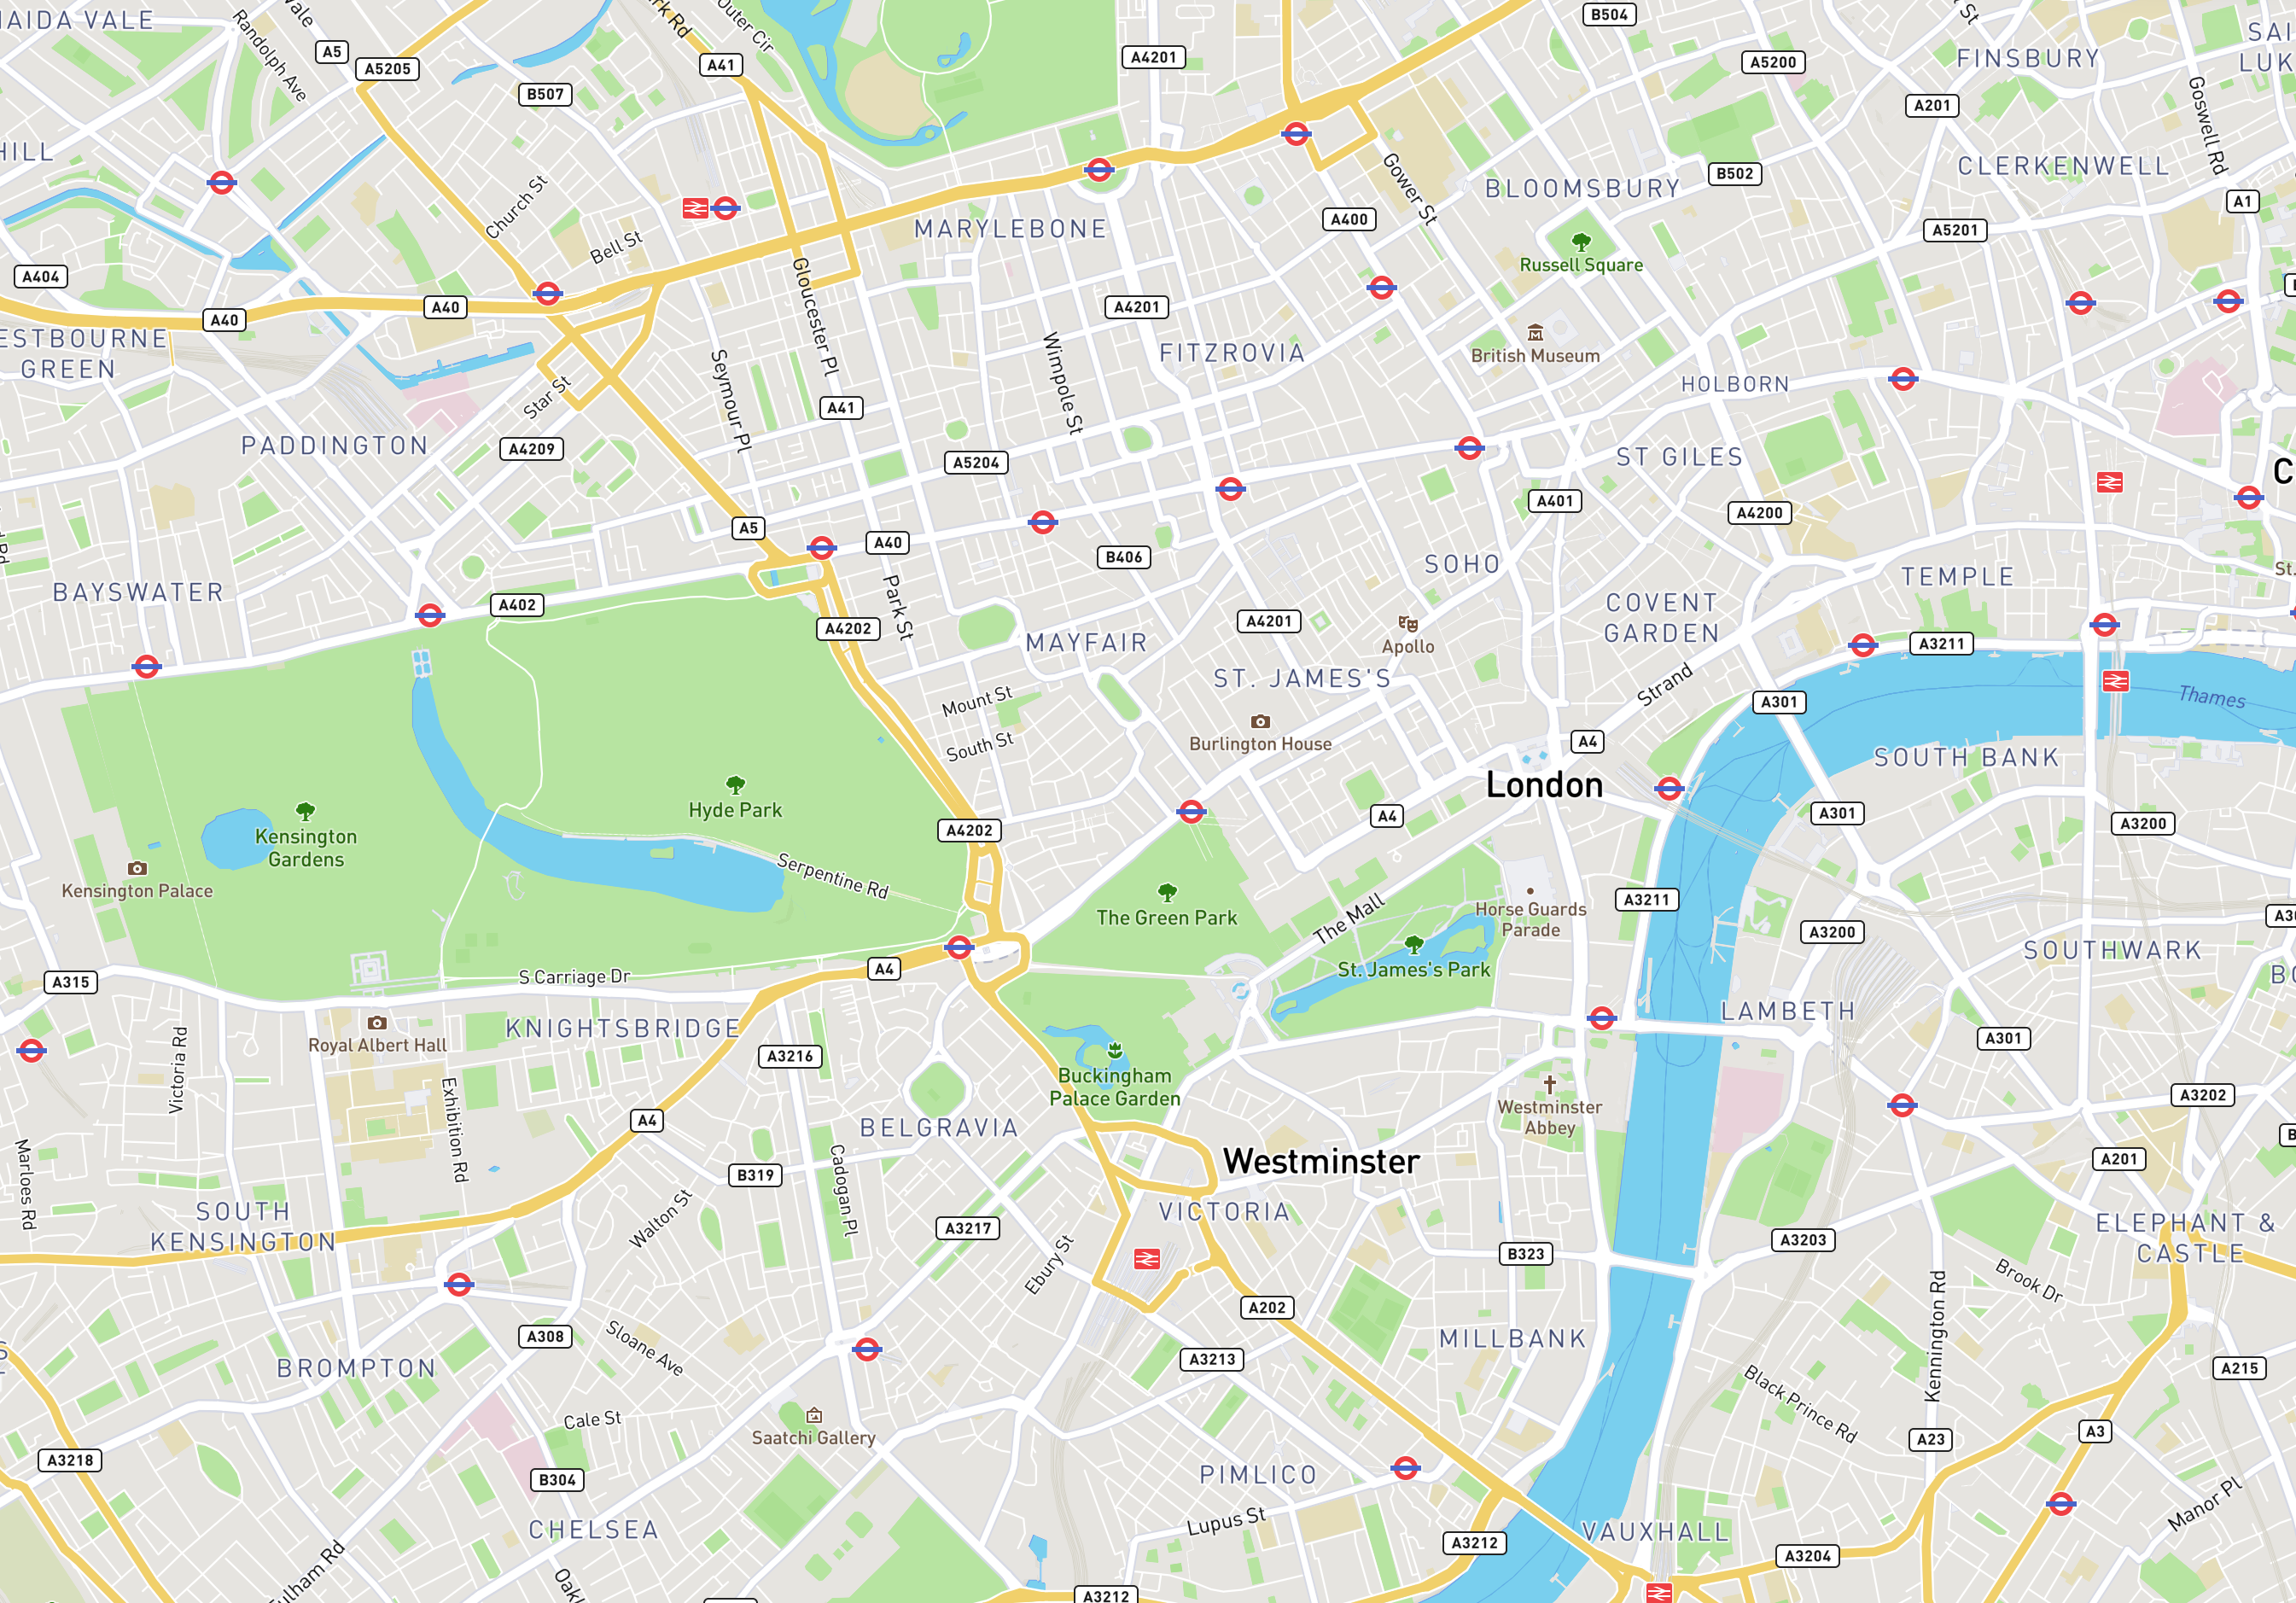 MAIDA VALE
Randolph Ave
Vale
A5
A5205
B507
Park Rd
Outer Cir
A41
A4201
B504
A5200
FINSBURY
A201
Goswell Rd
CLERKENWELL
HILL
Church St
Bell St
MARYLEBONE
A400
Gower St
BLOOMSBURY
B502
A5201
A1
Russell Square
A404
A40
A40
WESTBOURNE
GREEN
Gloucester Pl
Seymour Pl
Wimpole St
A4201
FITZROVIA
British Museum
HOLBORN
Star St
A41
PADDINGTON
A4209
A5204
ST GILES
A401
A4200
A5
A40
B406
SOHO
TEMPLE
BAYSWATER
A402
Park St
A4202
MAYFAIR
A4201
Apollo
COVENT
GARDEN
A3211
ST. JAMES'S
Mount St
South St
Burlington House
Strand
A301
Thames
A4
SOUTH BANK
London
Kensington
Gardens
Hyde Park
A4202
A4
A301
A3200
Kensington Palace
Serpentine Rd
The Green Park
The Mall
Horse Guards
Parade
A3211
A3200
SOUTHWARK
St. James's Park
A315
S Carriage Dr
A4
KNIGHTSBRIDGE
Royal Albert Hall
A3216
LAMBETH
A301
Victoria Rd
Exhibition Rd
Buckingham
Palace Garden
Westminster
Abbey
A3202
Marloes Rd
A4
BELGRAVIA
B319
Cadogan Pl
Westminster
A201
SOUTH
KENSINGTON
Walton St
A3217
VICTORIA
Ebury St
B323
A3203
ELEPHANT &
CASTLE
Brook Dr
Kennington Rd
A308
Sloane Ave
A202
A3213
MILLBANK
BROMPTON
A215
Black Prince Rd
Cale St
Saatchi Gallery
A23
A3
A3218
B304
PIMLICO
Manor Pl
CHELSEA
Lupus St
A3212
VAUXHALL
A3204
Fulham Rd
A3212